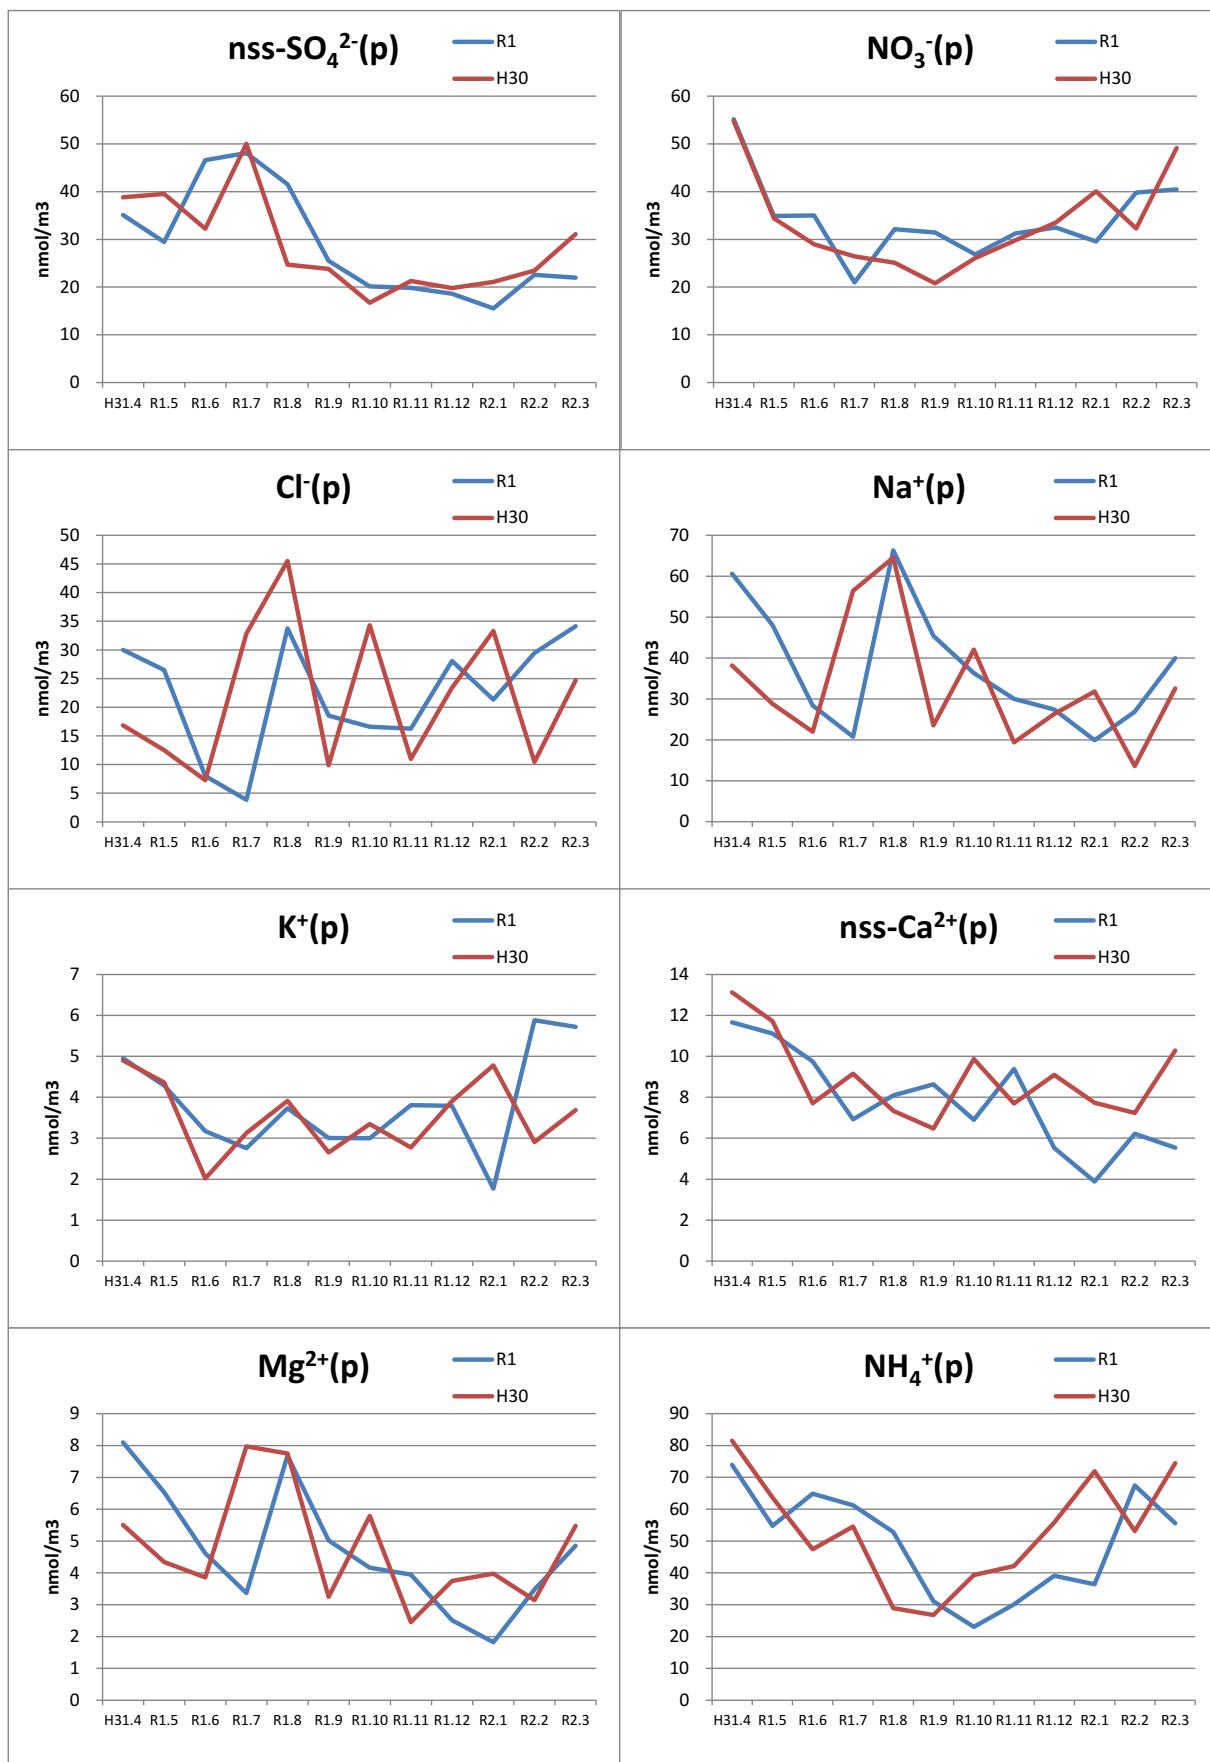 nss-SO₄²⁻(p)
R1
H30
nmol/m3
60
50
40
30
20
10
0
H31.4 R1.5 R1.6 R1.7 R1.8 R1.9 R1.10 R1.11 R1.12 R2.1 R2.2 R2.3
NO₃⁻(p)
R1
H30
nmol/m3
60
50
40
30
20
10
0
H31.4 R1.5 R1.6 R1.7 R1.8 R1.9 R1.10 R1.11 R1.12 R2.1 R2.2 R2.3
Cl⁻(p)
R1
H30
nmol/m3
50
45
40
35
30
25
20
15
10
5
0
H31.4 R1.5 R1.6 R1.7 R1.8 R1.9 R1.10 R1.11 R1.12 R2.1 R2.2 R2.3
Na⁺(p)
R1
H30
nmol/m3
70
60
50
40
30
20
10
0
H31.4 R1.5 R1.6 R1.7 R1.8 R1.9 R1.10 R1.11 R1.12 R2.1 R2.2 R2.3
K⁺(p)
R1
H30
nmol/m3
7
6
5
4
3
2
1
0
H31.4 R1.5 R1.6 R1.7 R1.8 R1.9 R1.10 R1.11 R1.12 R2.1 R2.2 R2.3
nss-Ca²⁺(p)
R1
H30
nmol/m3
14
12
10
8
6
4
2
0
H31.4 R1.5 R1.6 R1.7 R1.8 R1.9 R1.10 R1.11 R1.12 R2.1 R2.2 R2.3
Mg²⁺(p)
R1
H30
nmol/m3
9
8
7
6
5
4
3
2
1
0
H31.4 R1.5 R1.6 R1.7 R1.8 R1.9 R1.10 R1.11 R1.12 R2.1 R2.2 R2.3
NH₄⁺(p)
R1
H30
nmol/m3
90
80
70
60
50
40
30
20
10
0
H31.4 R1.5 R1.6 R1.7 R1.8 R1.9 R1.10 R1.11 R1.12 R2.1 R2.2 R2.3